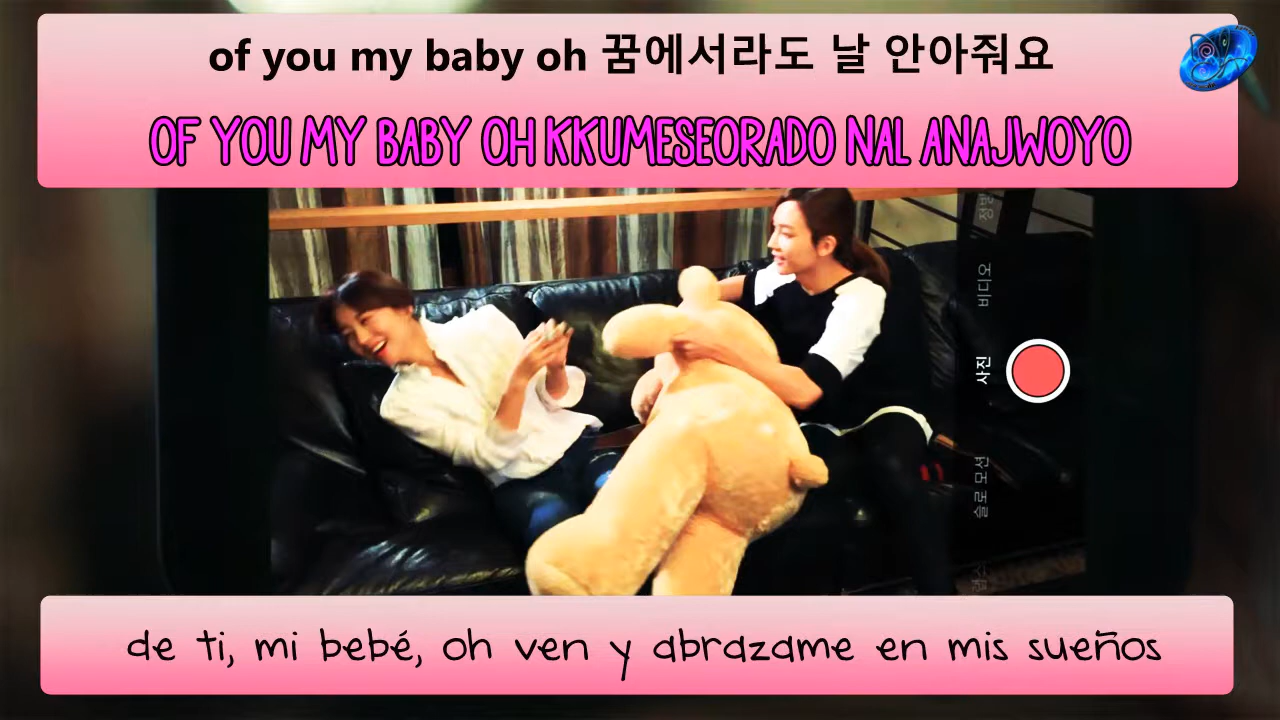 of you my baby oh 꿈에서라도 날 안아줘요
OF YOU MY BABY OH KKUMESEORADO NAL ANAJWOYO
비디오
사진
슬로 모션
de ti, mi bebé, oh ven y abrazame en mis sueños